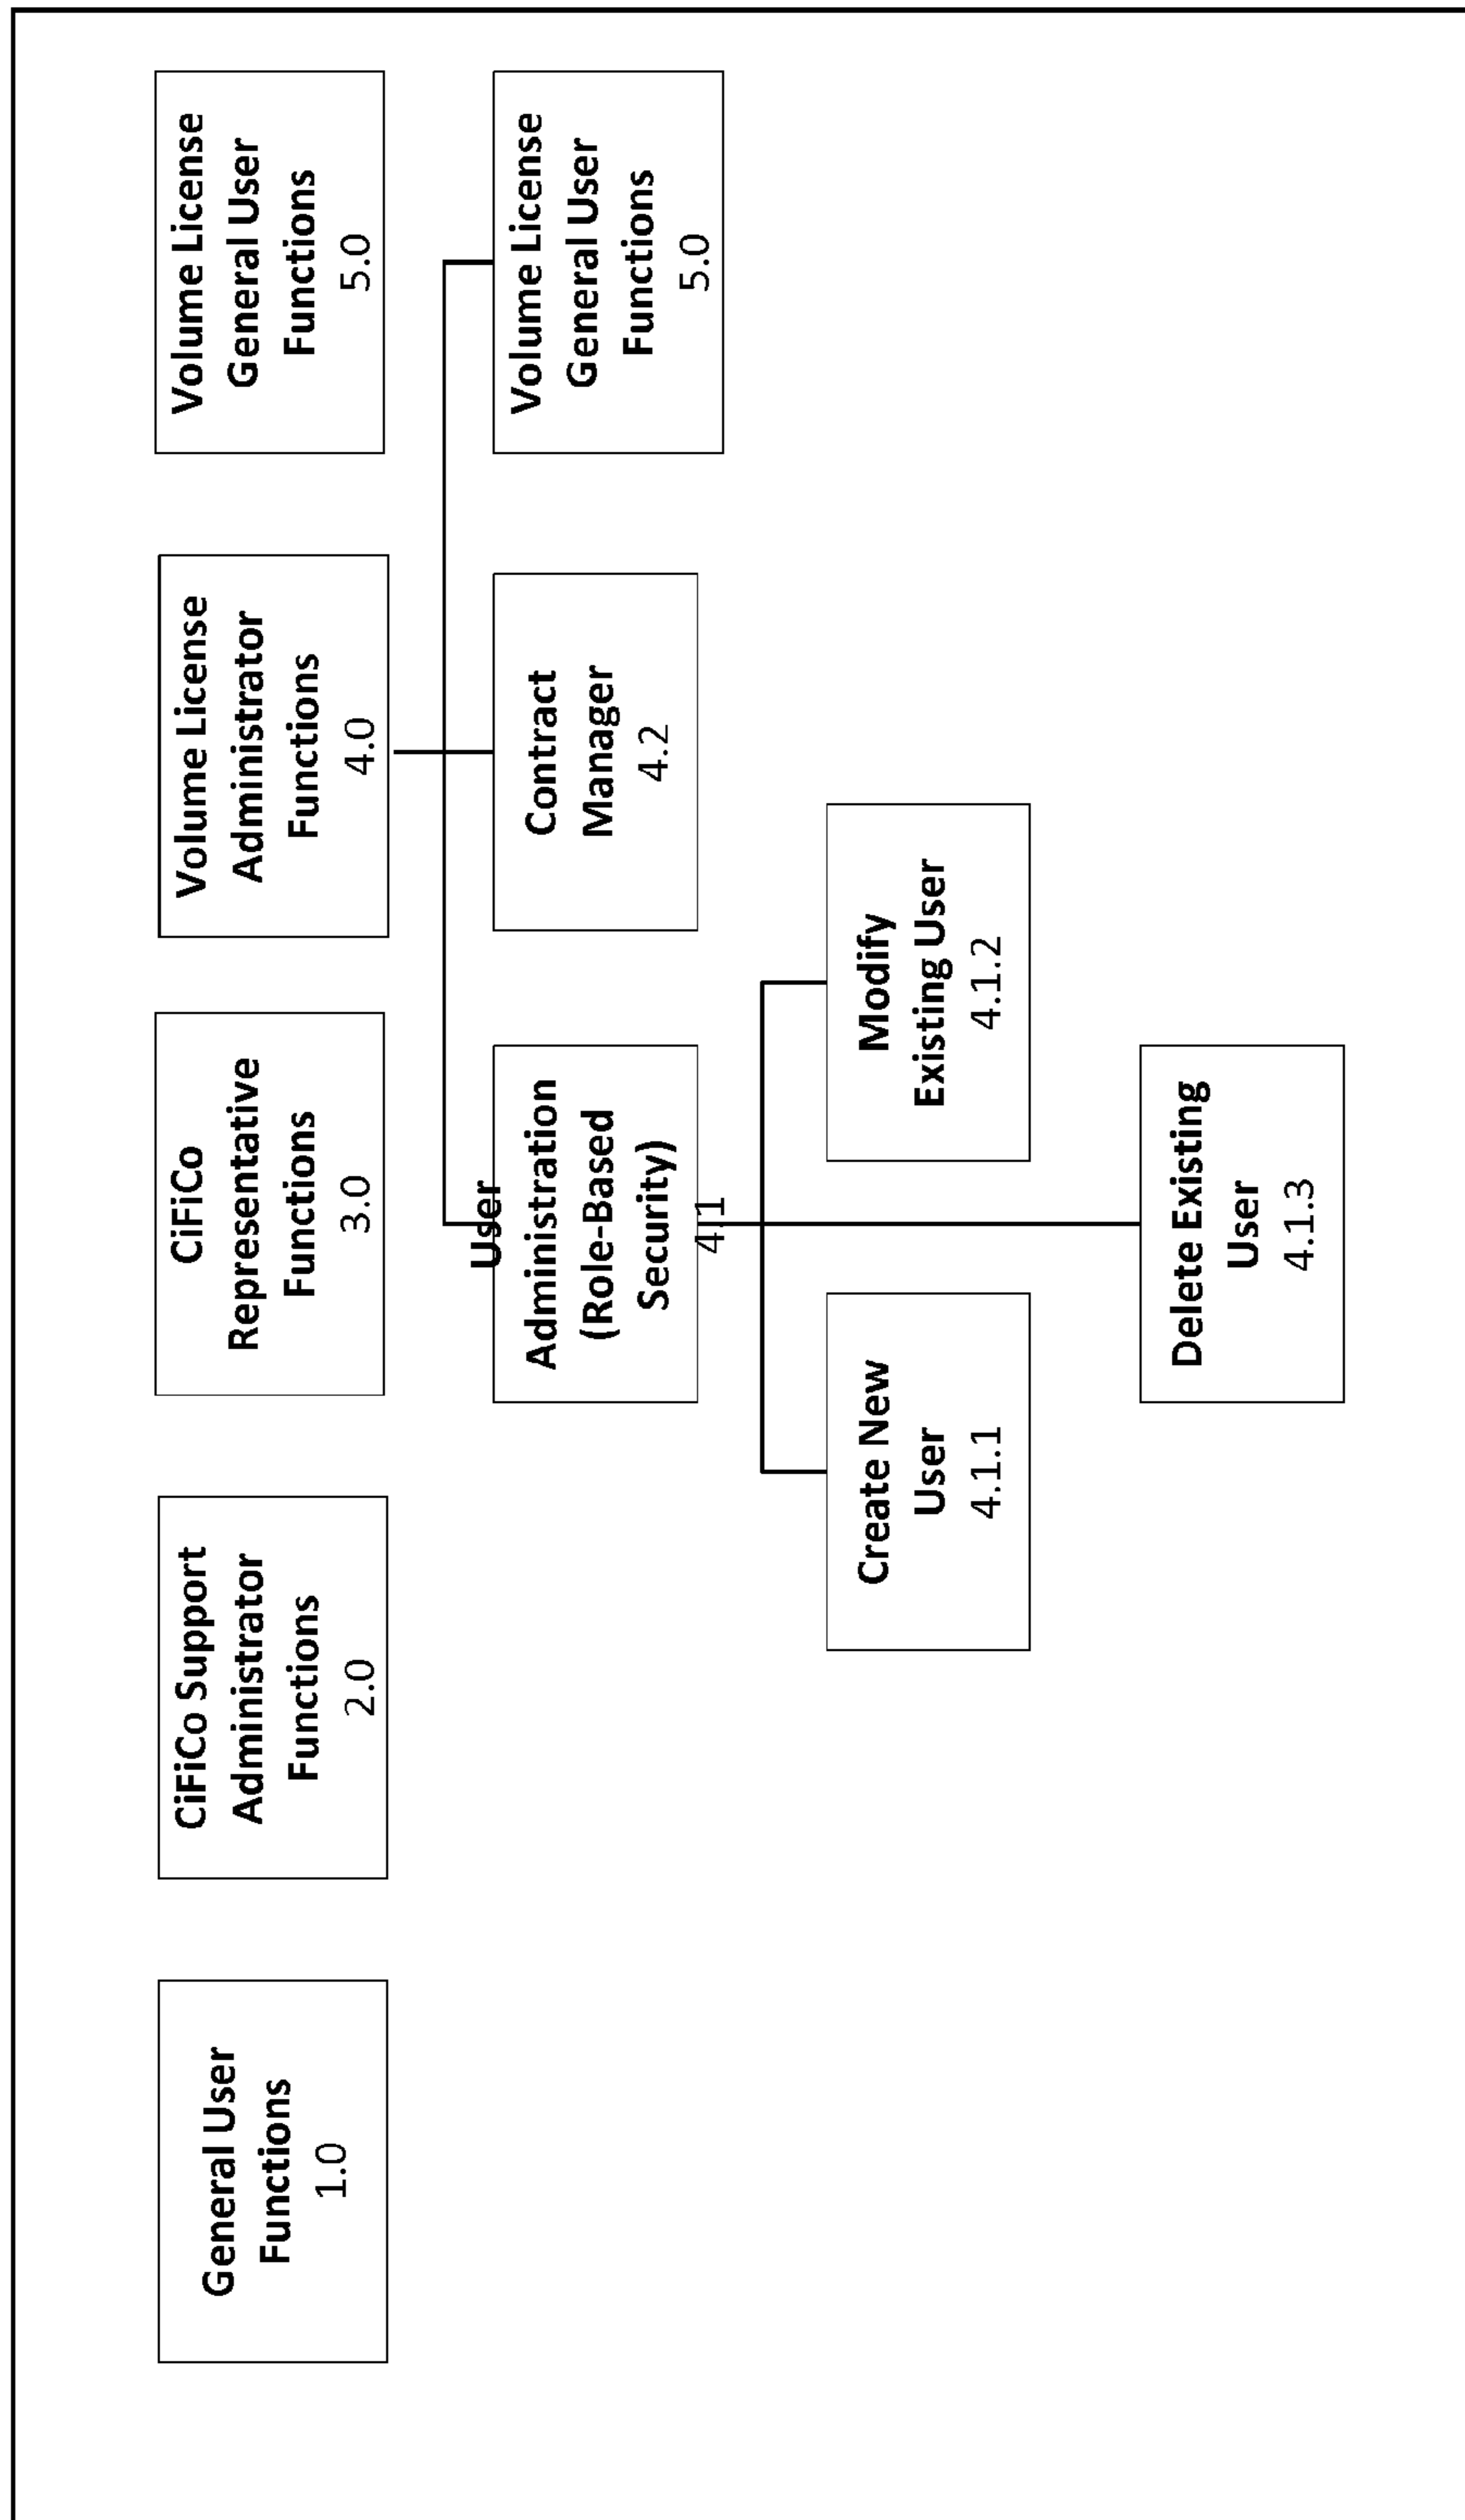 General User
Functions
1.0
CiFiCo Support
Administrator
Functions
2.0
CiFiCo
Representative
Functions
3.0
Volume License
Administrator
Functions
4.0
Volume License
General User
Functions
5.0
User
Administration
(Role-Based
Security)
4.1
Contract
Manager
4.2
Volume License
General User
Functions
5.0
Create New
User
4.1.1
Modify
Existing User
4.1.2
Delete Existing
User
4.1.3